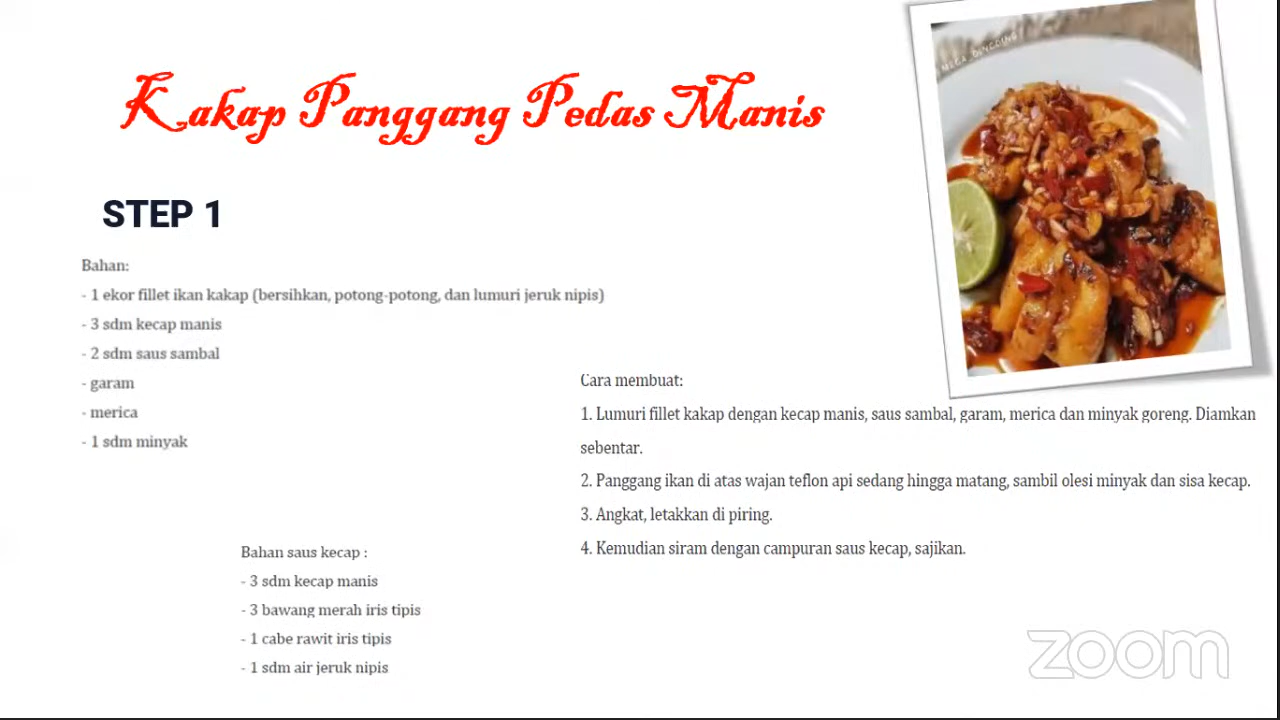 Kakap Panggang Pedas Manis
STEP 1
Bahan:
- 1 ekor fillet ikan kakap (bersihkan, potong-potong, dan lumuri jeruk nipis)
- 3 sdm kecap manis
- 2 sdm saus sambal
- garam
- merica
- 1 sdm minyak
Bahan saus kecap :
- 3 sdm kecap manis
- 3 bawang merah iris tipis
- 1 cabe rawit iris tipis
- 1 sdm air jeruk nipis
Cara membuat:
1. Lumuri fillet kakap dengan kecap manis, saus sambal, garam, merica dan minyak goreng. Diamkan
sebentar.
2. Panggang ikan di atas wajan teflon api sedang hingga matang, sambil olesi minyak dan sisa kecap.
3. Angkat, letakkan di piring.
4. Kemudian siram dengan campuran saus kecap, sajikan.
zoom